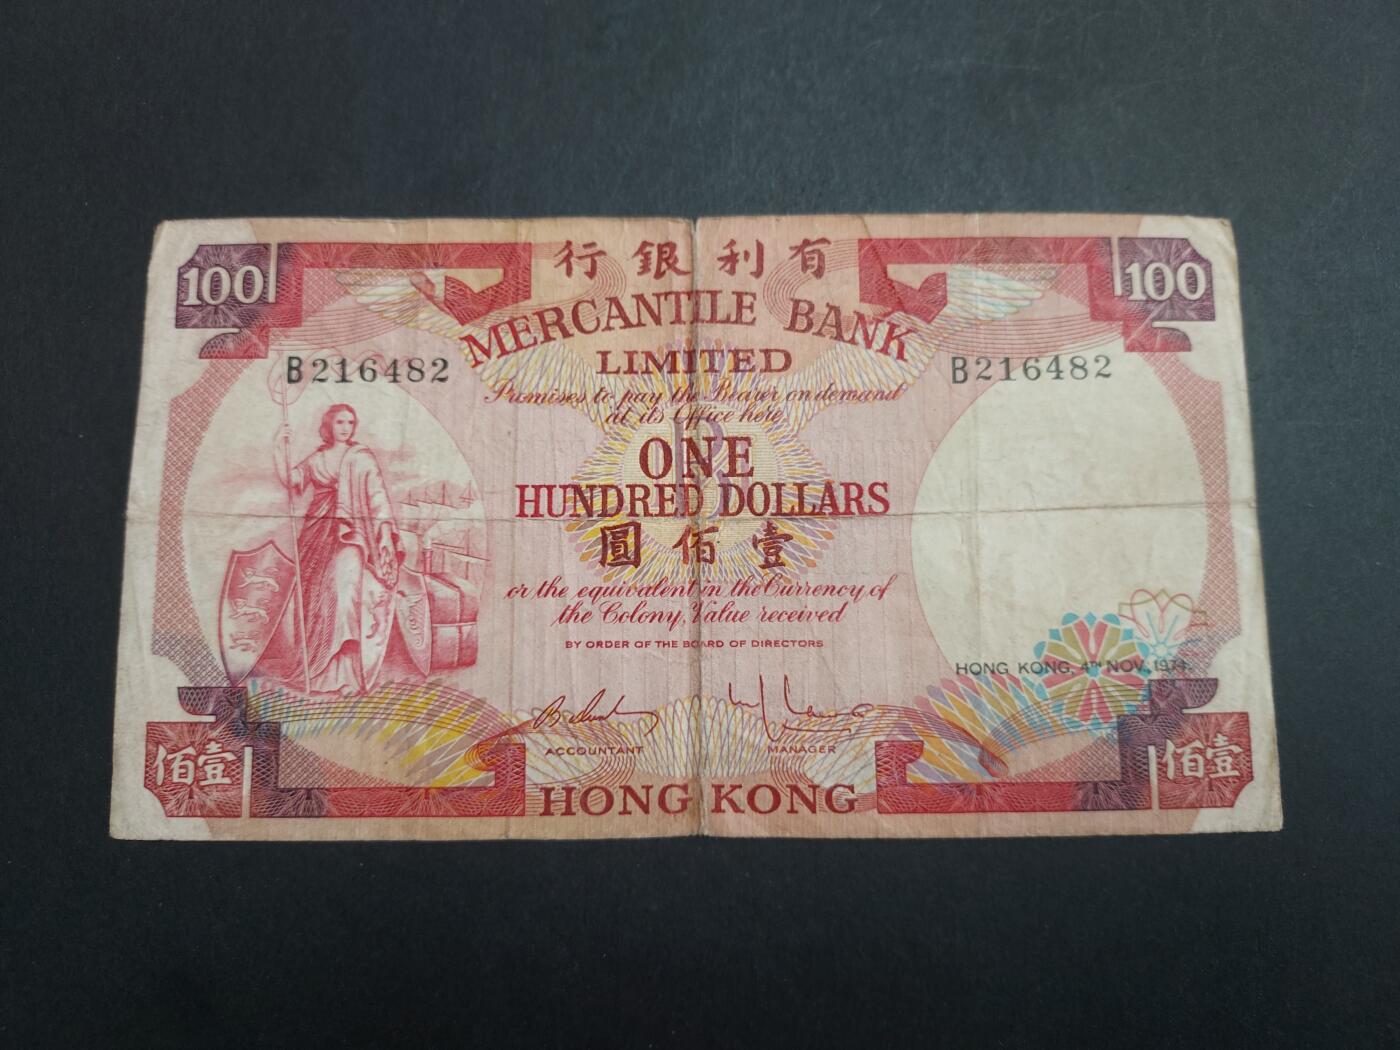 100
行銀利有
100
MERCANTILE BANK
LIMITED
B216482
B216482
Promises to pay the Bearer on demand
at its Office here
ONE
HUNDRED DOLLARS
圓佰壹
or the equivalent in the Currency of
the Colony, Value received
BY ORDER OF THE BOARD OF DIRECTORS
HONG KONG, 4TH NOV. 1974.
ACCOUNTANT
MANAGER
佰壹
佰壹
HONG KONG